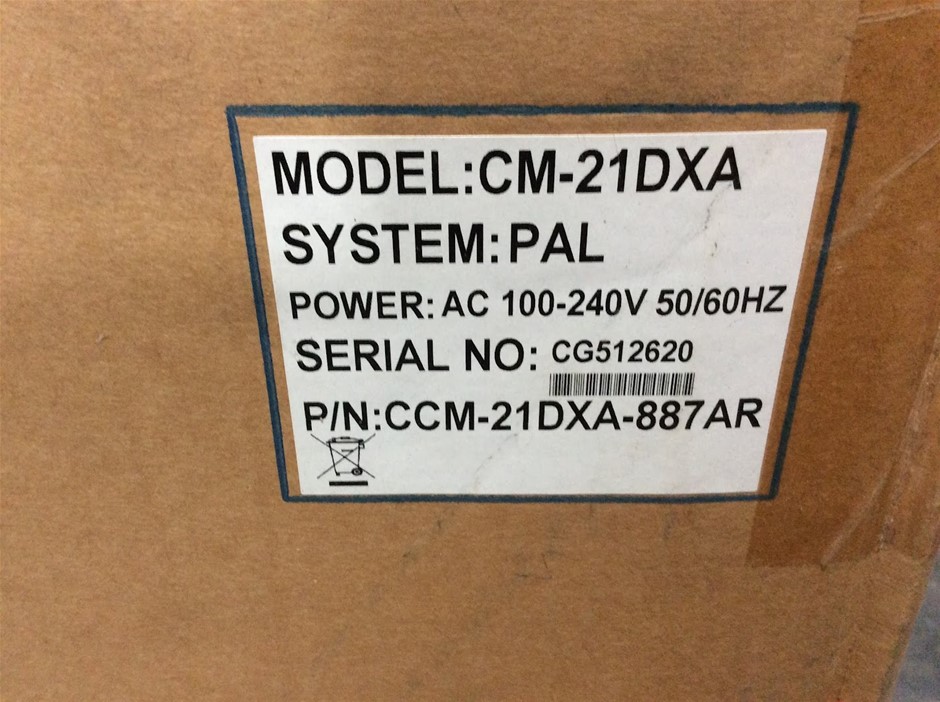 MODEL:CM-21DXA
SYSTEM:PAL
POWER: AC 100-240V 50/60HZ
SERIAL NO: CG512620
P/N:CCM-21DXA-887AR